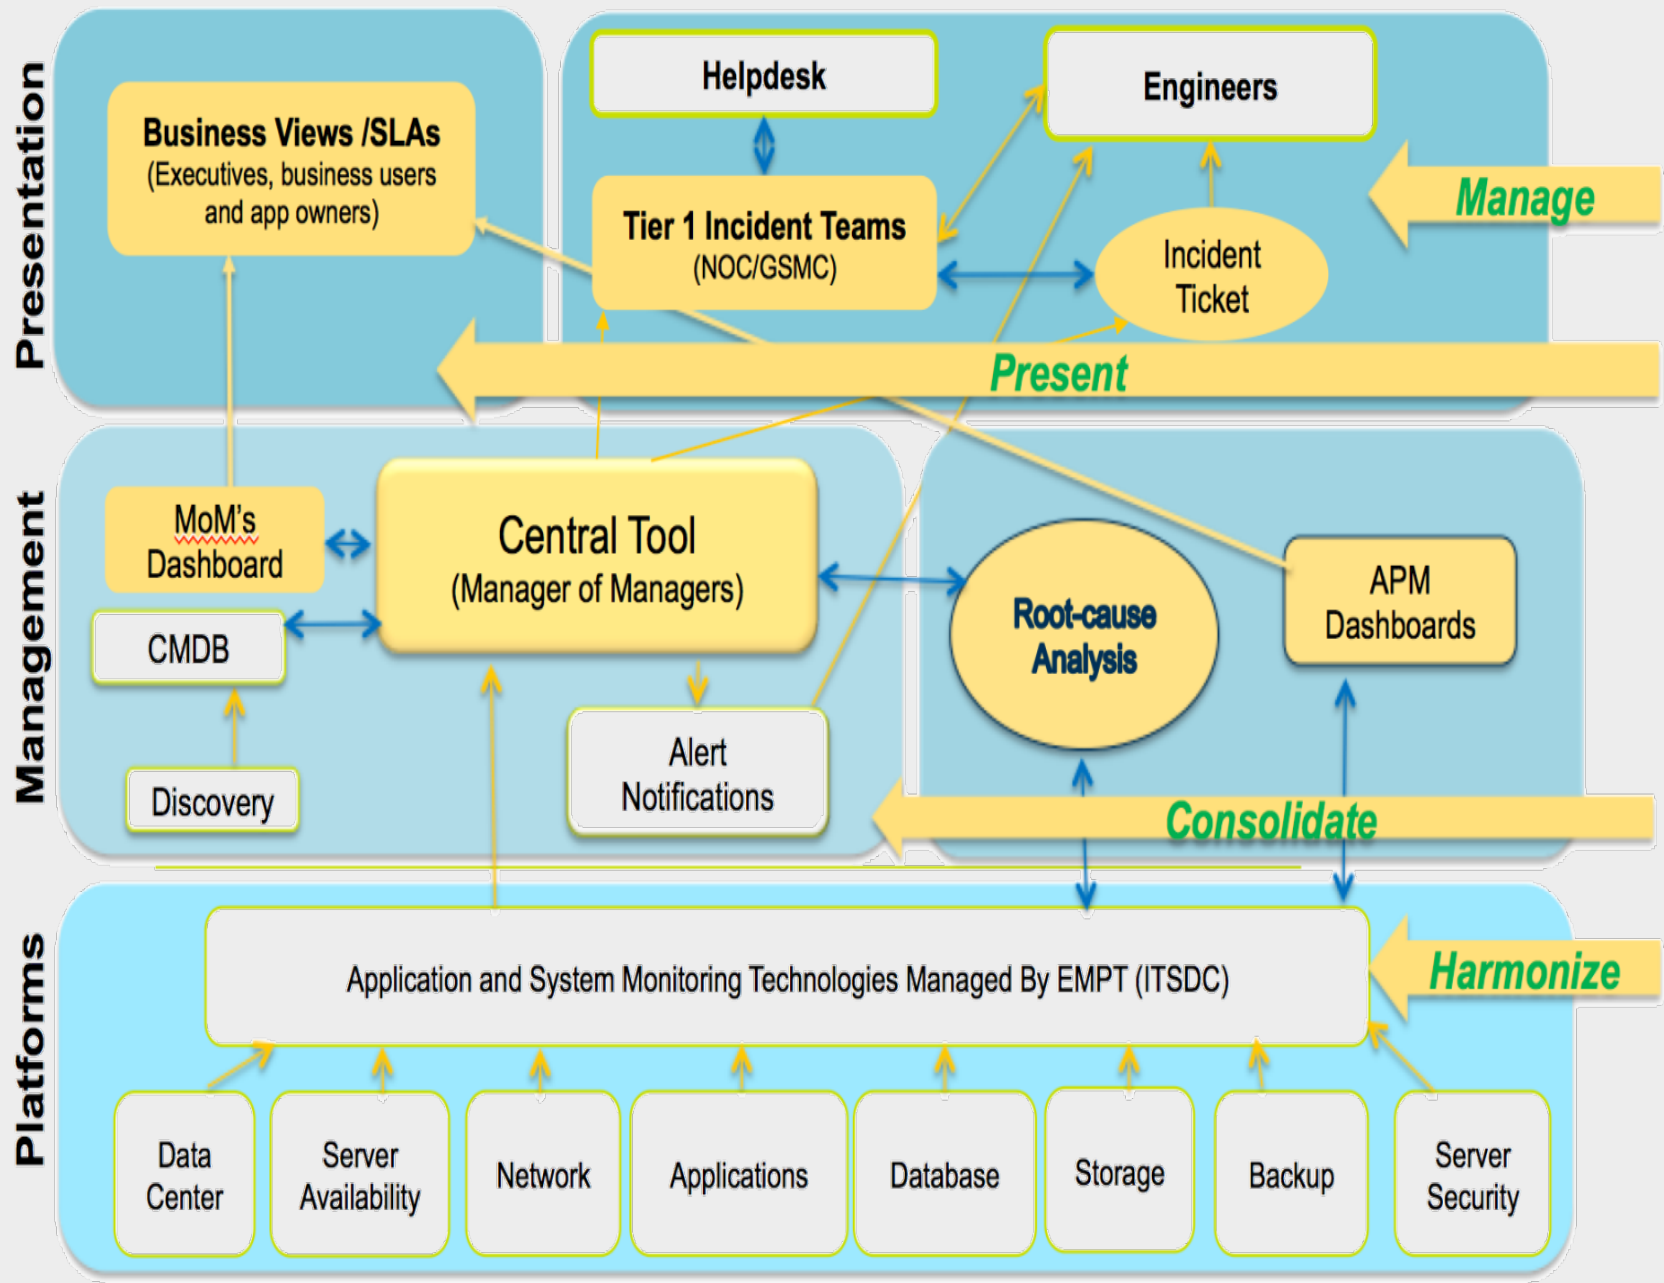 Presentation
Business Views /SLAs
(Executives, business users
and app owners)
Helpdesk
Engineers
Tier 1 Incident Teams
(NOC/GSMC)
Incident
Ticket
Manage
Present
Management
MoM's
Dashboard
Central Tool
(Manager of Managers)
CMDB
Discovery
Alert
Notifications
Root-cause
Analysis
APM
Dashboards
Consolidate
Platforms
Application and System Monitoring Technologies Managed By EMPT (ITSDC)
Harmonize
Data
Center
Server
Availability
Network
Applications
Database
Storage
Backup
Server
Security